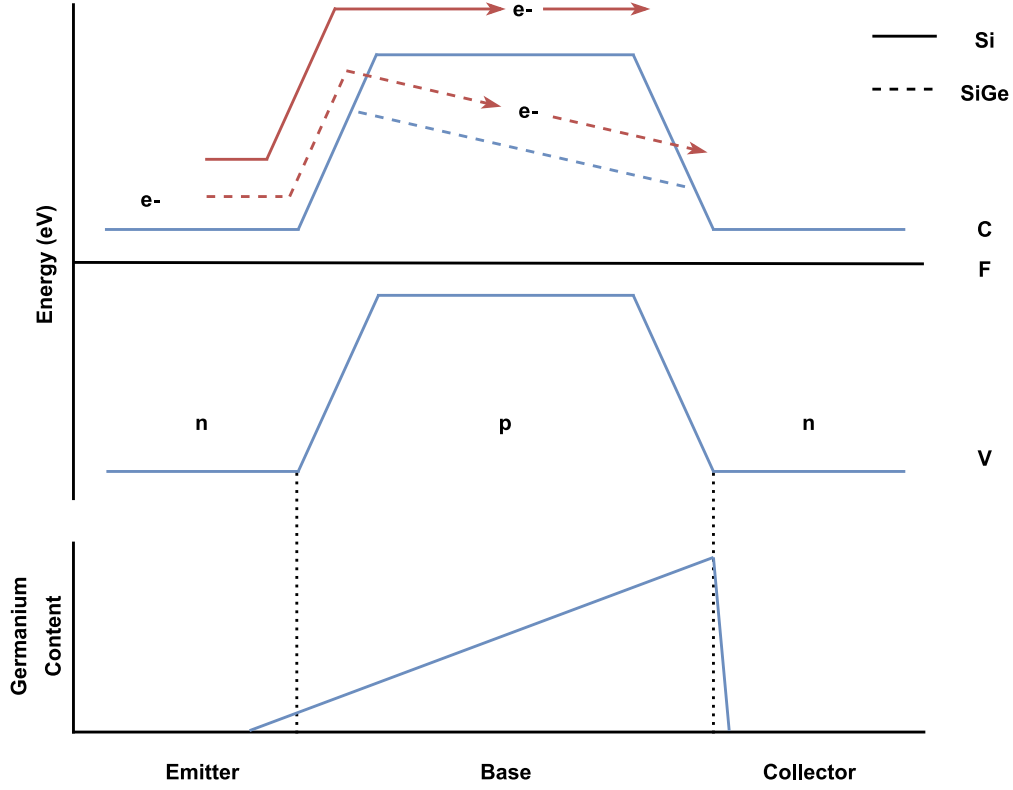 e-
Si
SiGe
e-
e-
C
F
Energy (eV)
n
p
n
V
Germanium
Content
Emitter
Base
Collector